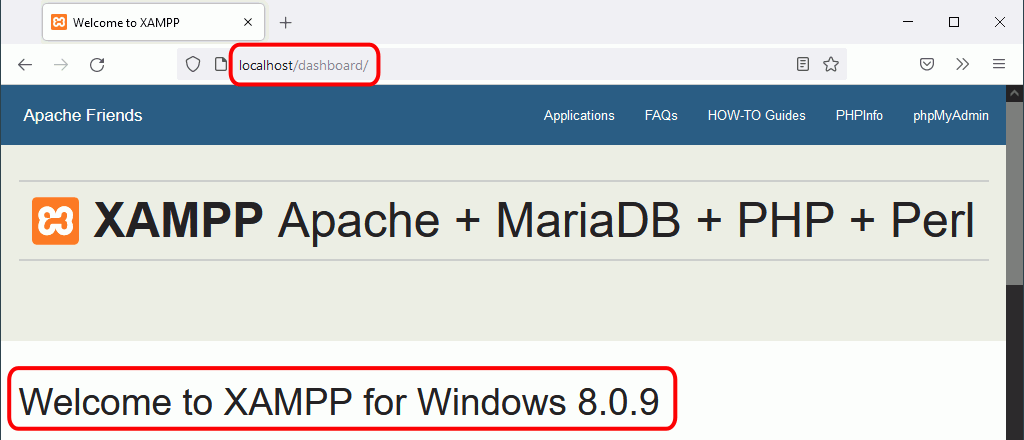 Welcome to XAMPP
localhost/dashboard/
Apache Friends
Applications
FAQs
HOW-TO Guides
PHPInfo
phpMyAdmin
XAMPP Apache + MariaDB + PHP + Perl
Welcome to XAMPP for Windows 8.0.9